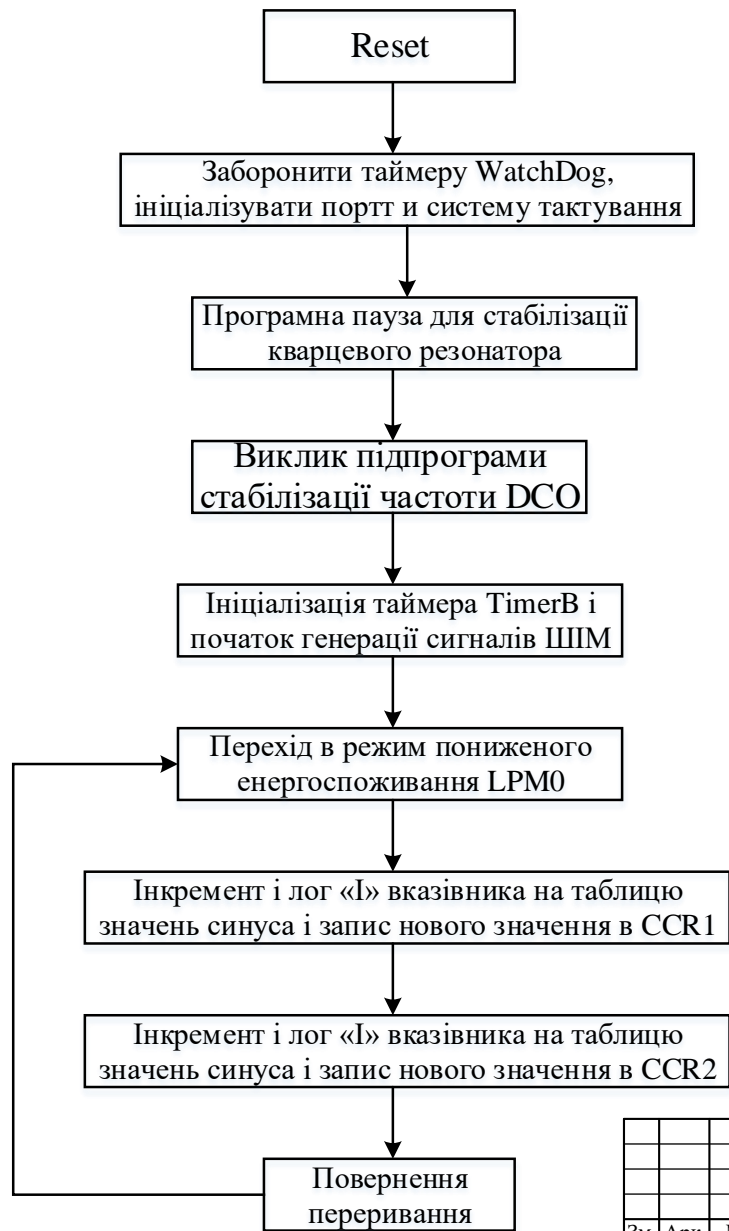 Reset
Заборонити таймеру WatchDog,
ініціалізувати портт и систему тактування
Програмна пауза для стабілізації
кварцевого резонатора
Виклик підпрограми
стабілізації частоти DCO
Ініціалізація таймера TimerB і
початок генерації сигналів ШІМ
Перехід в режим пониженого
енергоспоживання LPM0
Інкремент і лог «І» вказівника на таблицю
значень синуса і запис нового значення в CCR1
Інкремент і лог «І» вказівника на таблицю
значень синуса і запис нового значення в CCR2
Повернення
переривання